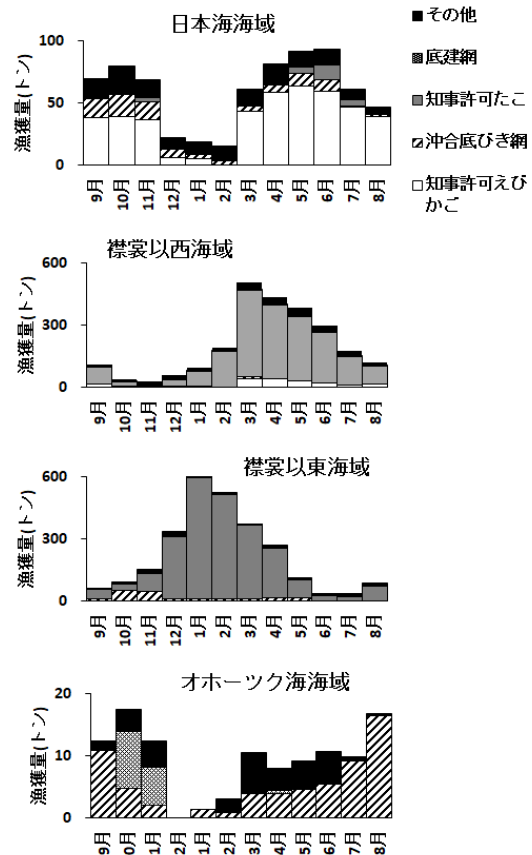 日本海海域
漁獲量(トン)
100
50
0
9月 10月 11月 12月 1月 2月 3月 4月 5月 6月 7月 8月
その他
底建網
知事許可たこ
沖合底びき網
知事許可えび
かご
襟裳以西海域
漁獲量(トン)
600
300
0
9月 10月 11月 12月 1月 2月 3月 4月 5月 6月 7月 8月
襟裳以東海域
漁獲量(トン)
600
300
0
9月 10月 11月 12月 1月 2月 3月 4月 5月 6月 7月 8月
オホーツク海海域
漁獲量(トン)
20
10
0
9月 0月 1月 2月 1月 2月 3月 4月 5月 6月 7月 8月